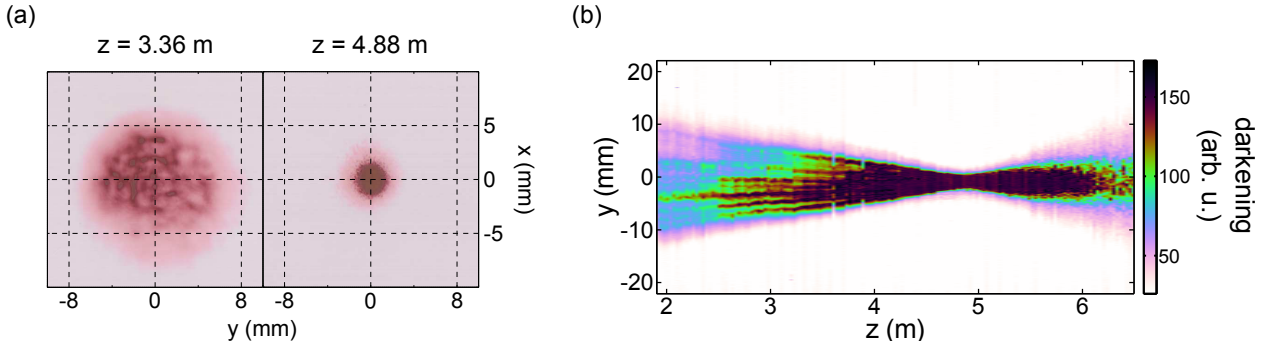 (a)
z = 3.36 m
z = 4.88 m
5
0
-5
x (mm)
-8
0
8
-8
0
8
y (mm)
(b)
20
10
0
-10
-20
y (mm)
2
3
4
5
6
z (m)
150
100
50
darkening
(arb. u.)